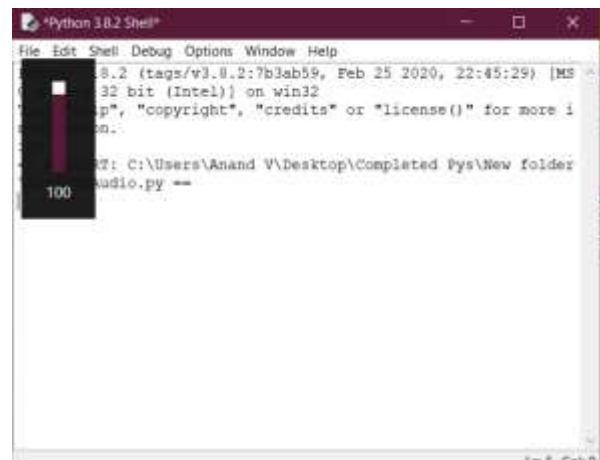 *Python 3.8.2 Shell*
File Edit Shell Debug Options Window Help
8.2 (tags/v3.8.2:7b3ab59, Feb 25 2020, 22:45:29) [MS
32 bit (Intel)] on win32
p", "copyright", "credits" or "license()" for more i
on.
RT: C:\Users\Anand V\Desktop\Completed Pys\New folder
udio.py ==
100